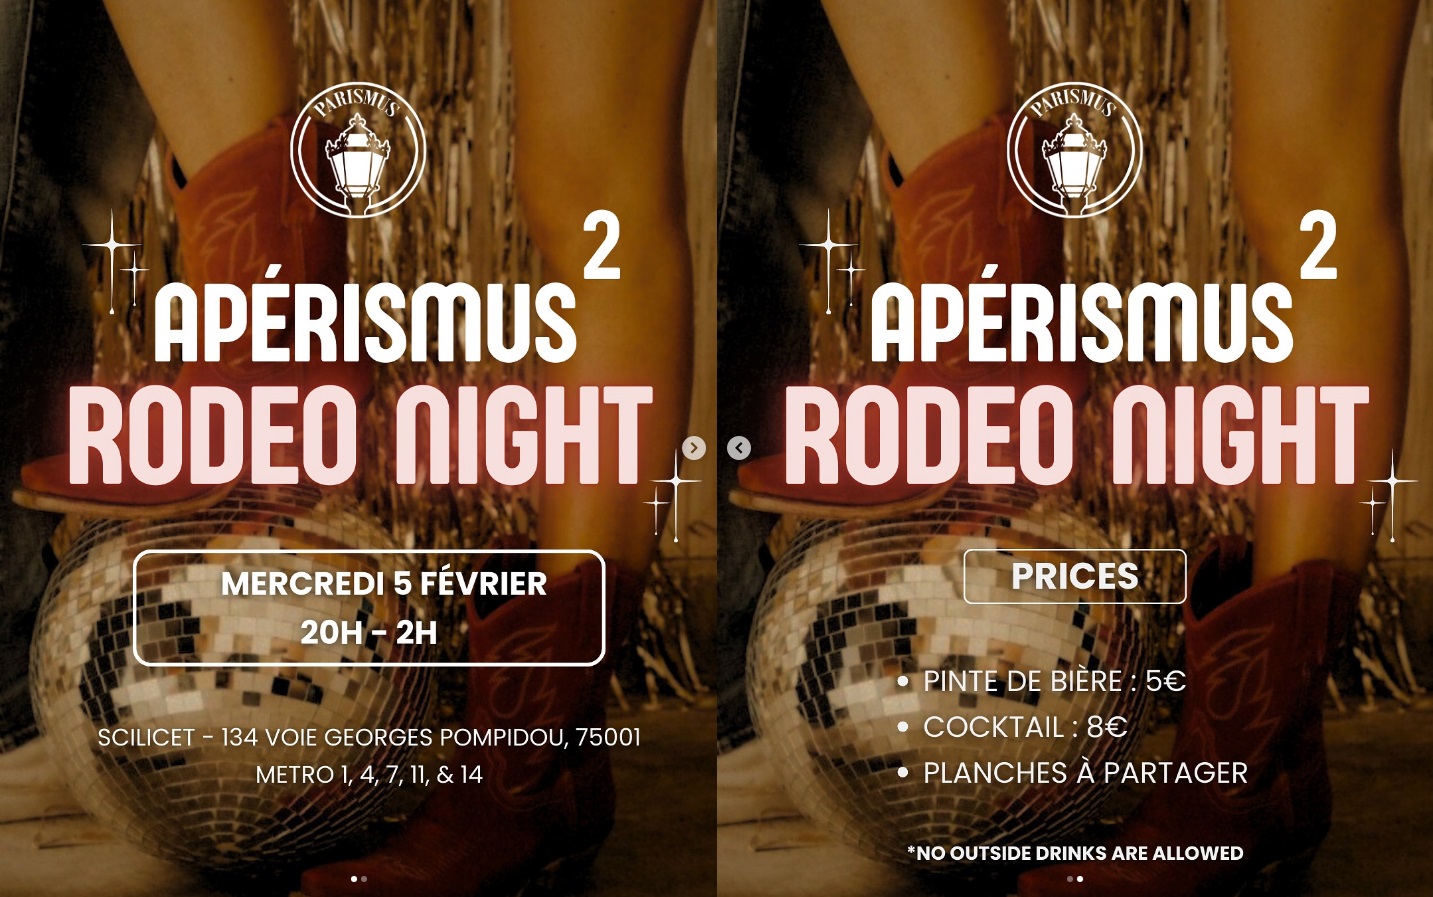 PARISMUS
2
APÉRISMUS
RODEO NIGHT
MERCREDI 5 FÉVRIER
20H - 2H
SCILICET - 134 VOIE GEORGES POMPIDOU, 75001
METRO 1, 4, 7, 11, & 14
PARISMUS
2
APÉRISMUS
RODEO NIGHT
PRICES
• PINTE DE BIÈRE : 5€
• COCKTAIL : 8€
• PLANCHES À PARTAGER
*NO OUTSIDE DRINKS ARE ALLOWED